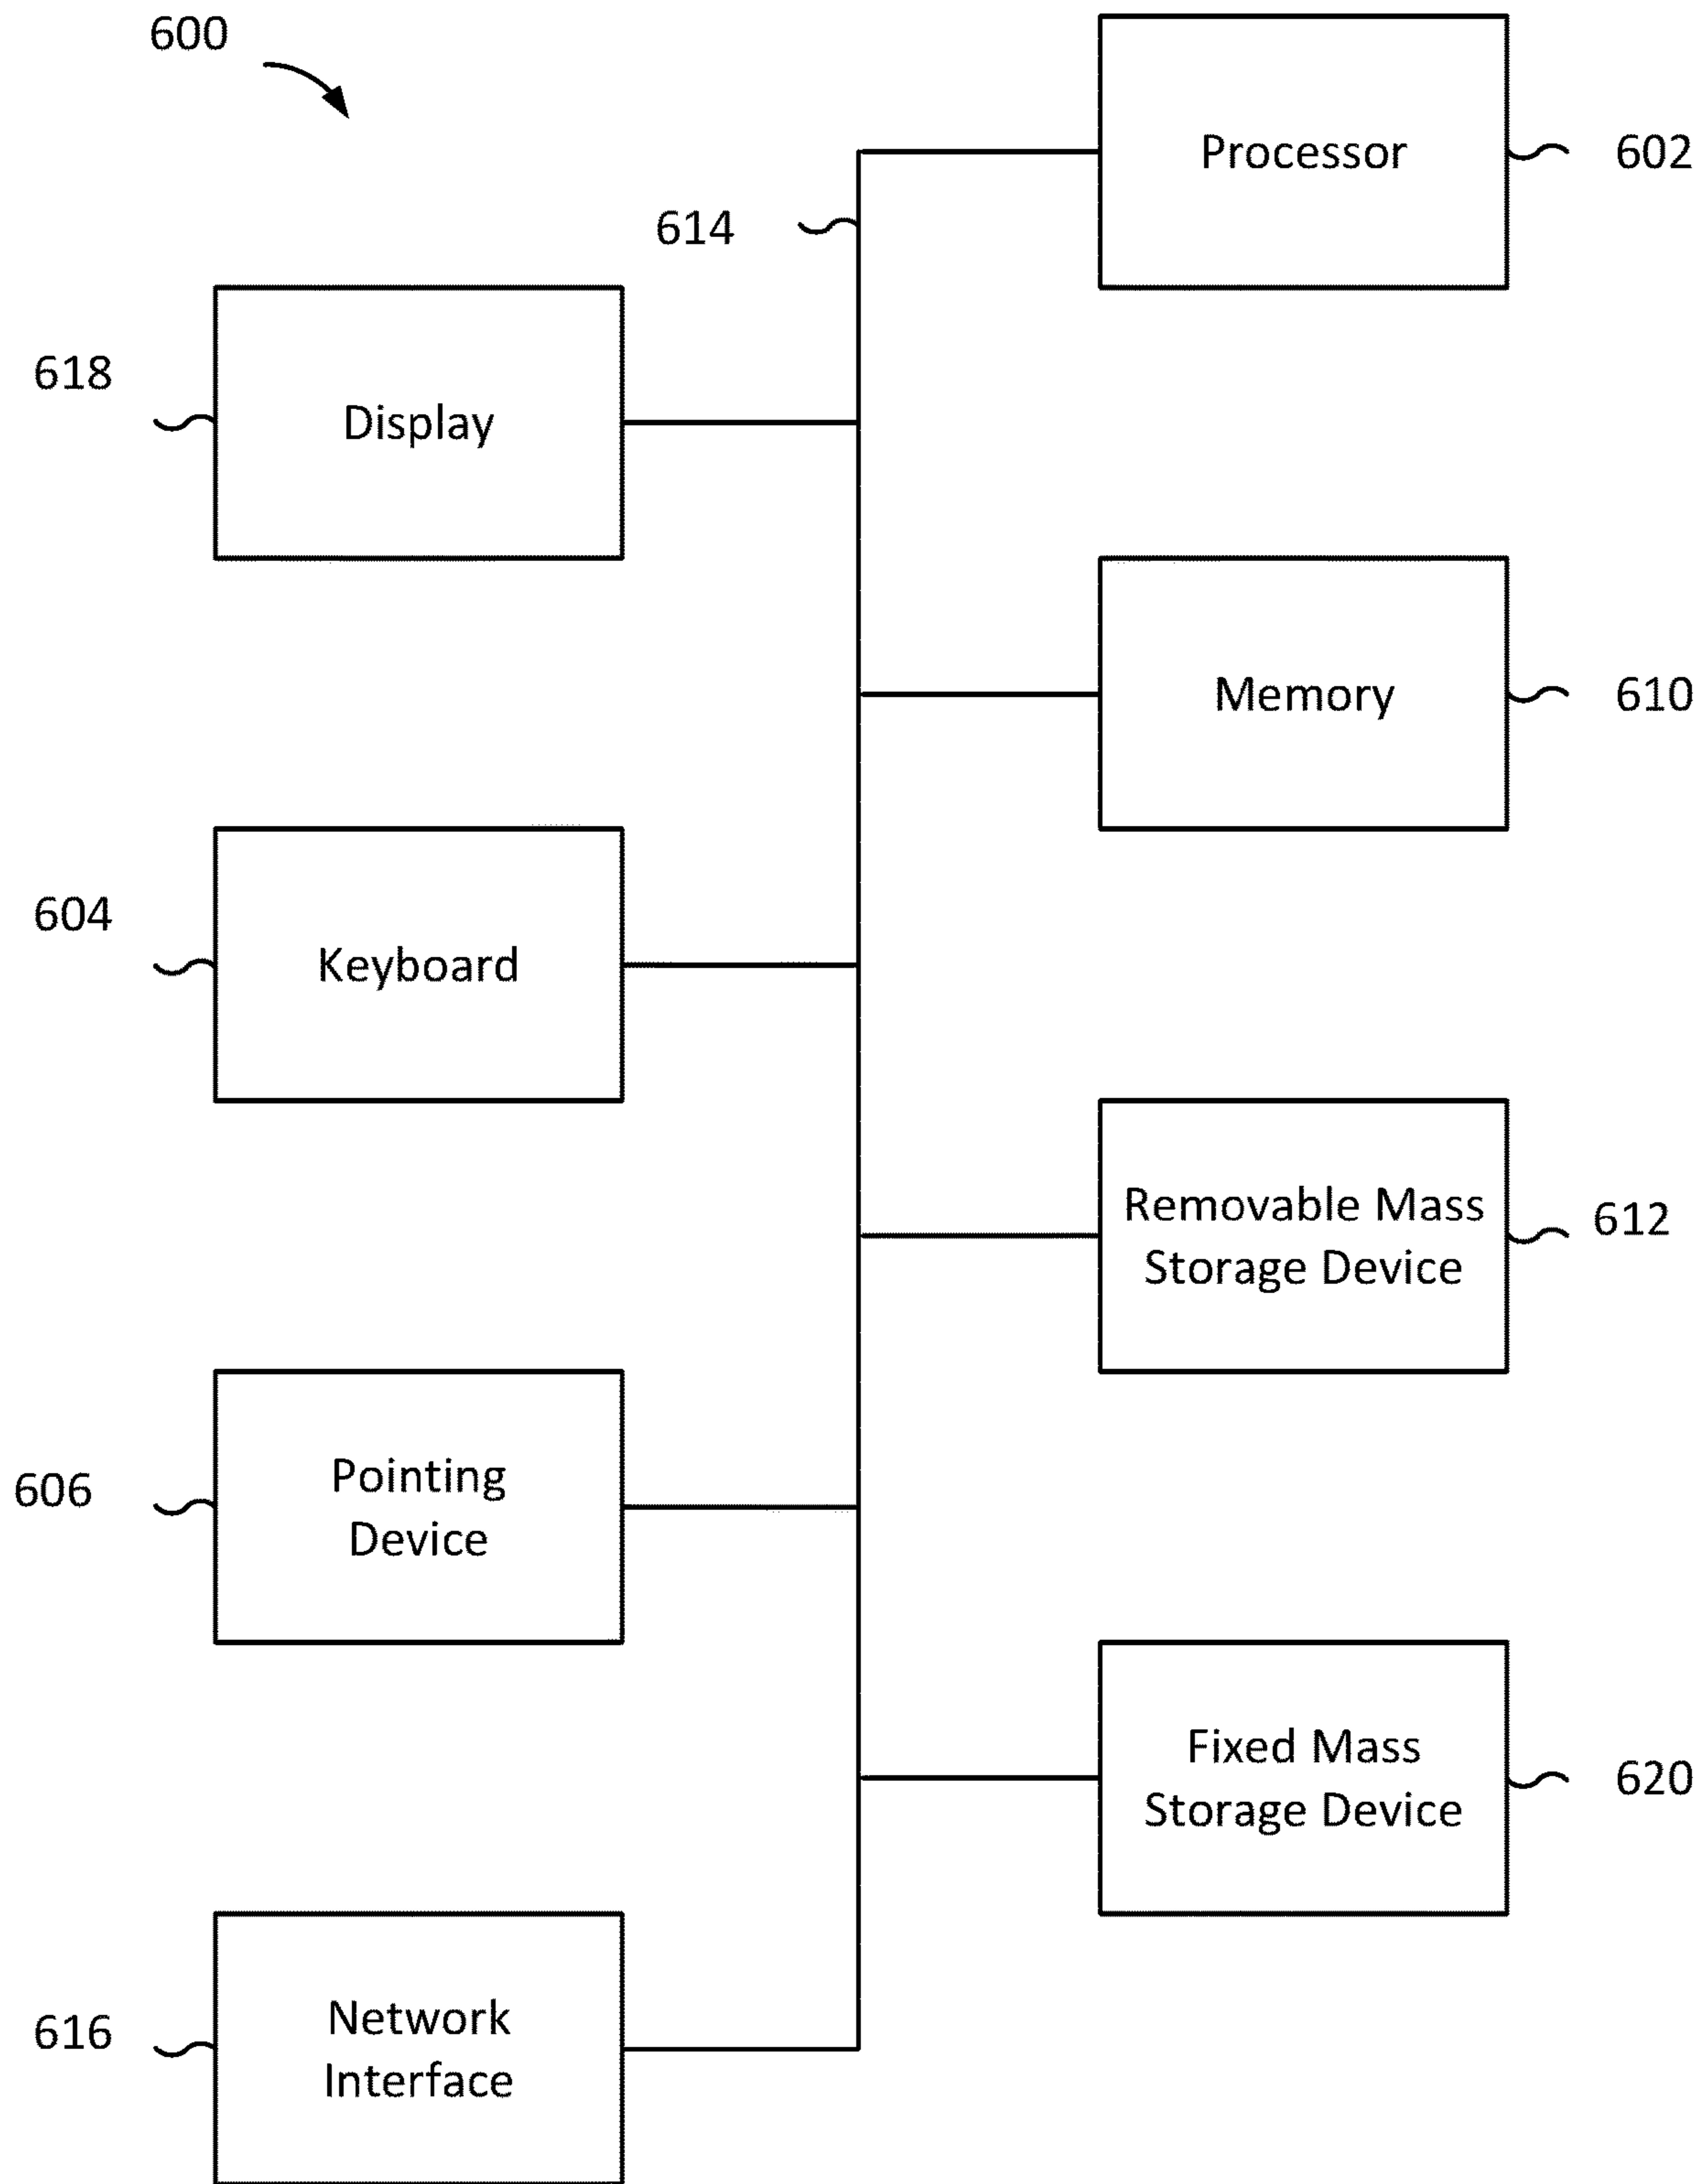 600
Processor
602
614
618
Display
Memory
610
604
Keyboard
Removable Mass
Storage Device
612
606
Pointing
Device
Fixed Mass
Storage Device
620
616
Network
Interface